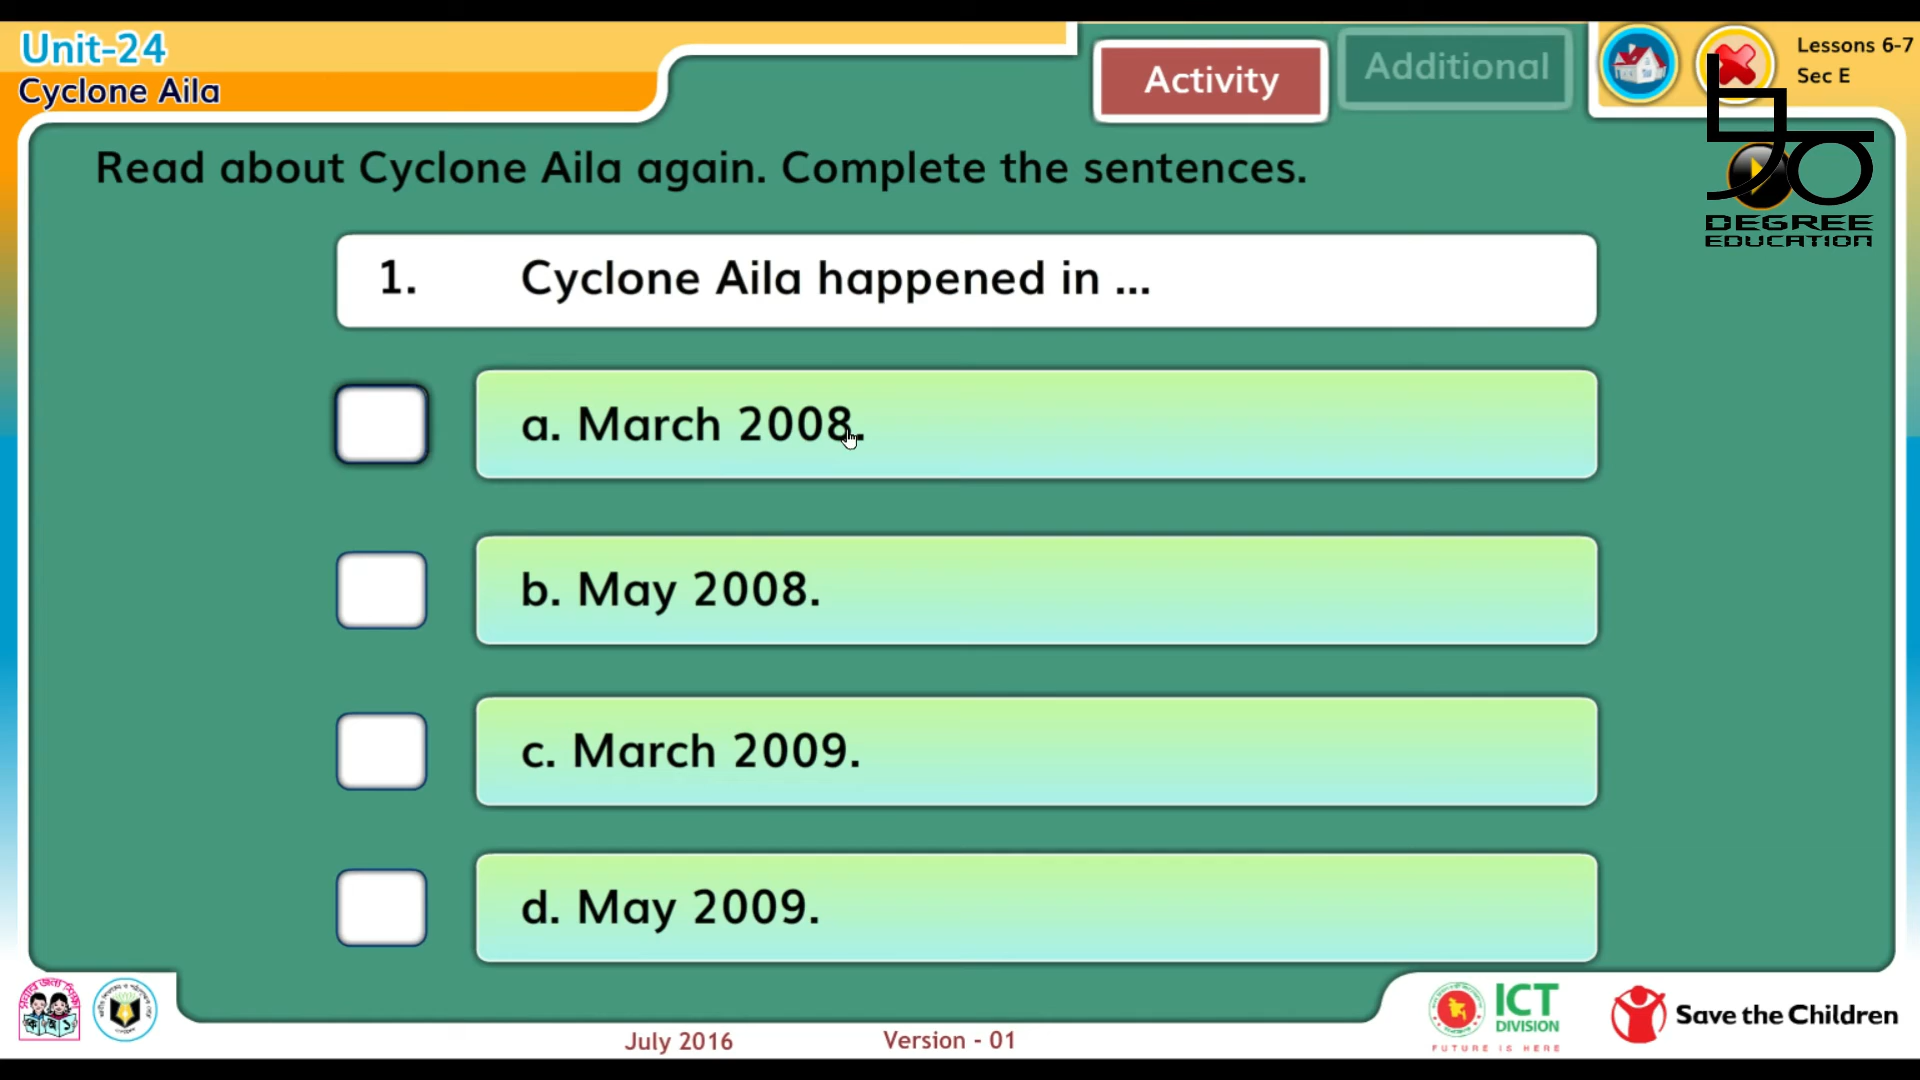 Unit-24
Cyclone Aila
Activity
Additional
Lessons 6-7
Sec E
DEGREE
EDUCATION
Read about Cyclone Aila again. Complete the sentences.
1. Cyclone Aila happened in ...
a. March 2008.
b. May 2008.
c. March 2009.
d. May 2009.
July 2016
Version - 01
ICT
DIVISION
FUTURE IS HERE
Save the Children